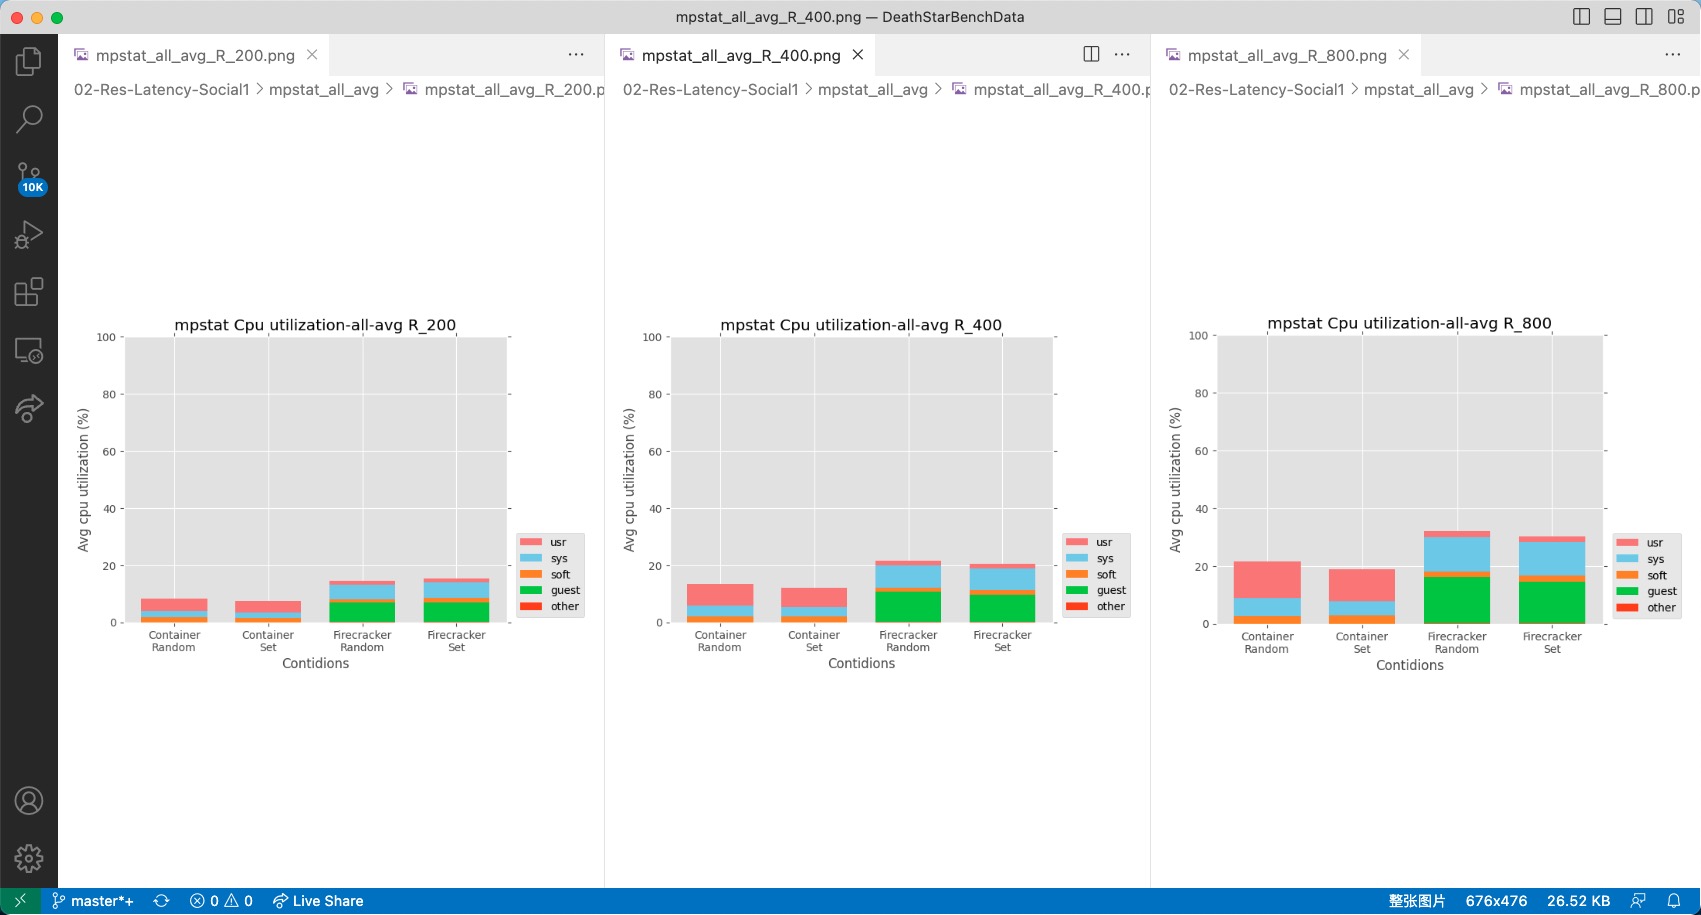 mpstat_all_avg_R_400.png — DeathStarBenchData
mpstat_all_avg_R_200.png
mpstat_all_avg_R_400.png
mpstat_all_avg_R_800.png
02-Res-Latency-Social1 > mpstat_all_avg > mpstat_all_avg_R_200.p
02-Res-Latency-Social1 > mpstat_all_avg > mpstat_all_avg_R_400.p
02-Res-Latency-Social1 > mpstat_all_avg > mpstat_all_avg_R_800.p
10K
mpstat Cpu utilization-all-avg R_200
100
80
60
40
20
0
Avg cpu utilization (%)
usr
sys
soft
guest
other
Container Random
Container Set
Firecracker Random
Firecracker Set
Contidions
mpstat Cpu utilization-all-avg R_400
100
80
60
40
20
0
Avg cpu utilization (%)
usr
sys
soft
guest
other
Container Random
Container Set
Firecracker Random
Firecracker Set
Contidions
mpstat Cpu utilization-all-avg R_800
100
80
60
40
20
0
Avg cpu utilization (%)
usr
sys
soft
guest
other
Container Random
Container Set
Firecracker Random
Firecracker Set
Contidions
master*+
0
0
Live Share
整张图片
676x476
26.52 KB